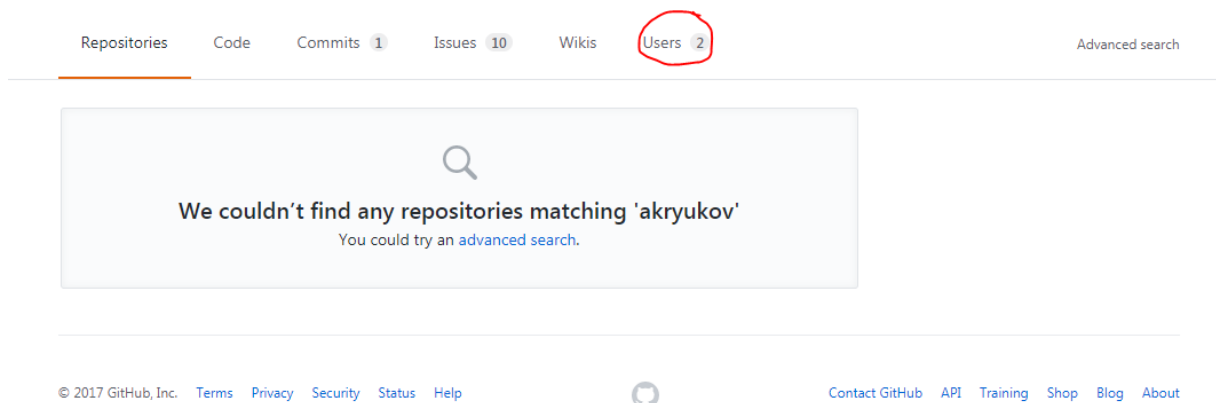 Repositories Code Commits 1 Issues 10 Wikis Users 2 Advanced search
We couldn’t find any repositories matching 'akryukov'
You could try an advanced search.
© 2017 GitHub, Inc. Terms Privacy Security Status Help Contact GitHub API Training Shop Blog About